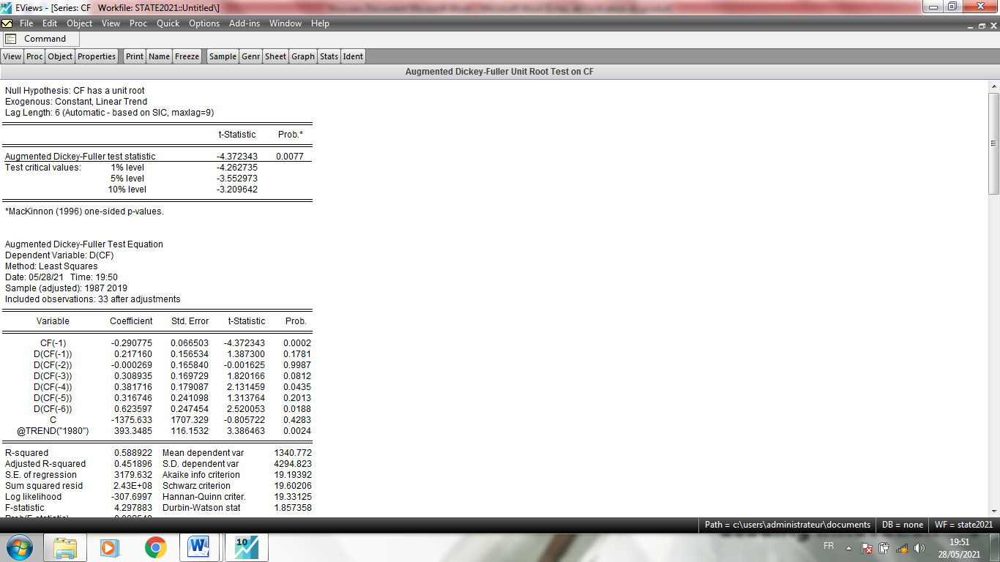 EViews - [Series: CF Workfile: STATE2021::Untitled\]
File Edit Object View Proc Quick Options Add-ins Window Help
Command
View Proc Object Properties Print Name Freeze Sample Genr Sheet Graph Stats Ident
Augmented Dickey-Fuller Unit Root Test on CF
Null Hypothesis: CF has a unit root
Exogenous: Constant, Linear Trend
Lag Length: 6 (Automatic - based on SIC, maxlag=9)
t-Statistic Prob.*
Augmented Dickey-Fuller test statistic -4.372343 0.0077
Test critical values: 1% level -4.262735
5% level -3.552973
10% level -3.209642
*MacKinnon (1996) one-sided p-values.
Augmented Dickey-Fuller Test Equation
Dependent Variable: D(CF)
Method: Least Squares
Date: 05/28/21 Time: 19:50
Sample (adjusted): 1987 2019
Included observations: 33 after adjustments
Variable Coefficient Std. Error t-Statistic Prob.
CF(-1) -0.290775 0.066503 -4.372343 0.0002
D(CF(-1)) 0.217160 0.156534 1.387300 0.1781
D(CF(-2)) -0.000269 0.165840 -0.001625 0.9987
D(CF(-3)) 0.308935 0.169729 1.820166 0.0812
D(CF(-4)) 0.381716 0.179087 2.131459 0.0435
D(CF(-5)) 0.316746 0.241098 1.313764 0.2013
D(CF(-6)) 0.623597 0.247454 2.520053 0.0188
C -1375.633 1707.329 -0.805722 0.4283
@TREND("1980") 393.3485 116.1532 3.386463 0.0024
R-squared 0.588922 Mean dependent var 1340.772
Adjusted R-squared 0.451896 S.D. dependent var 4294.823
S.E. of regression 3179.632 Akaike info criterion 19.19392
Sum squared resid 2.43E+08 Schwarz criterion 19.60206
Log likelihood -307.6997 Hannan-Quinn criter. 19.33125
F-statistic 4.297883 Durbin-Watson stat 1.857358
Path = c:\users\administrateur\documents DB = none WF = state2021
10
FR
19:51
28/05/2021